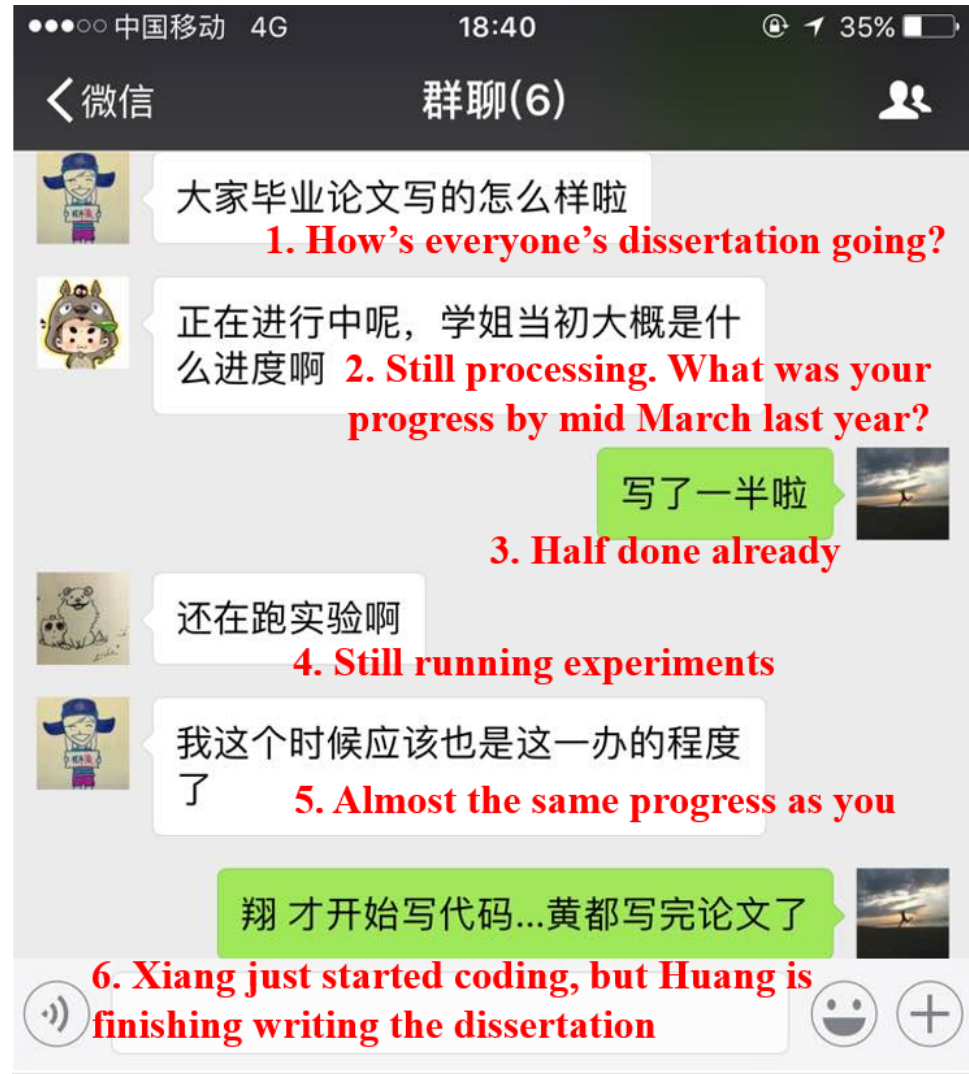 中国移动 4G 18:40 35%
微信 群聊(6)
大家毕业论文写的怎么样啦
1. How's everyone's dissertation going?
正在进行中呢，学姐当初大概是什
么进度啊
2. Still processing. What was your
progress by mid March last year?
写了一半啦
3. Half done already
还在跑实验啊
4. Still running experiments
我这个时候应该也是这一办的程度
了
5. Almost the same progress as you
翔 才开始写代码...黄都写完论文了
6. Xiang just started coding, but Huang is
finishing writing the dissertation